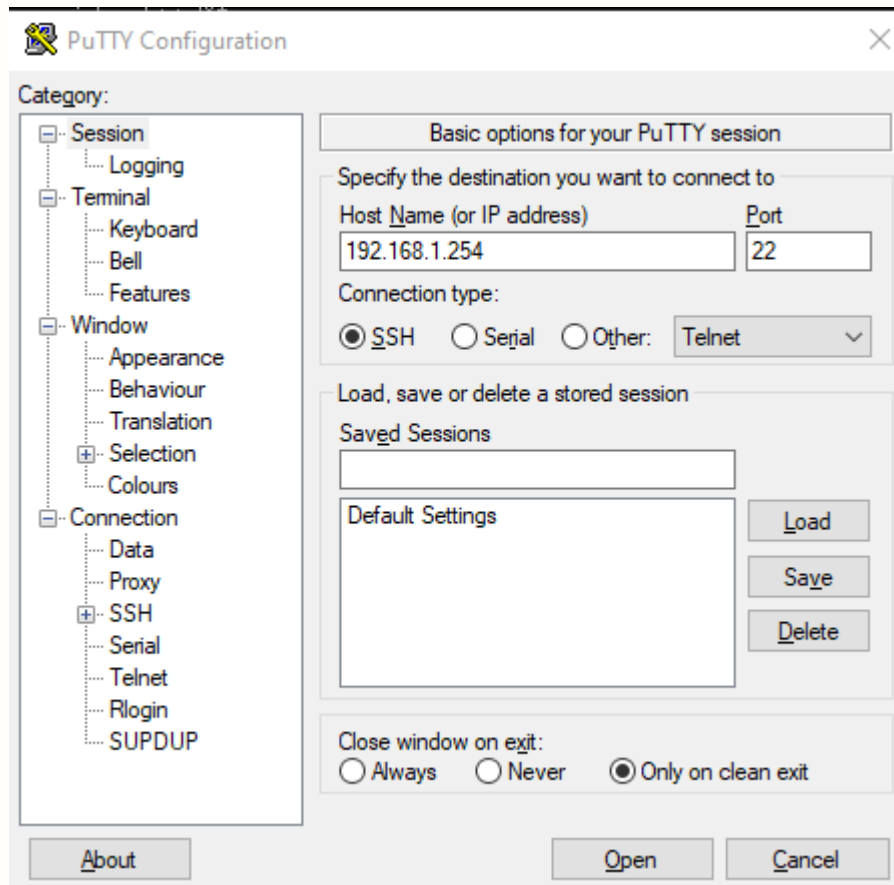 PuTTY Configuration
Category:
Session
Logging
Terminal
Keyboard
Bell
Features
Window
Appearance
Behaviour
Translation
Selection
Colours
Connection
Data
Proxy
SSH
Serial
Telnet
Rlogin
SUPDUP
Basic options for your PuTTY session
Specify the destination you want to connect to
Host Name (or IP address) Port
192.168.1.254 22
Connection type:
SSH Serial Other: Telnet
Load, save or delete a stored session
Saved Sessions
Default Settings
Load
Save
Delete
Close window on exit:
Always Never Only on clean exit
About Open Cancel